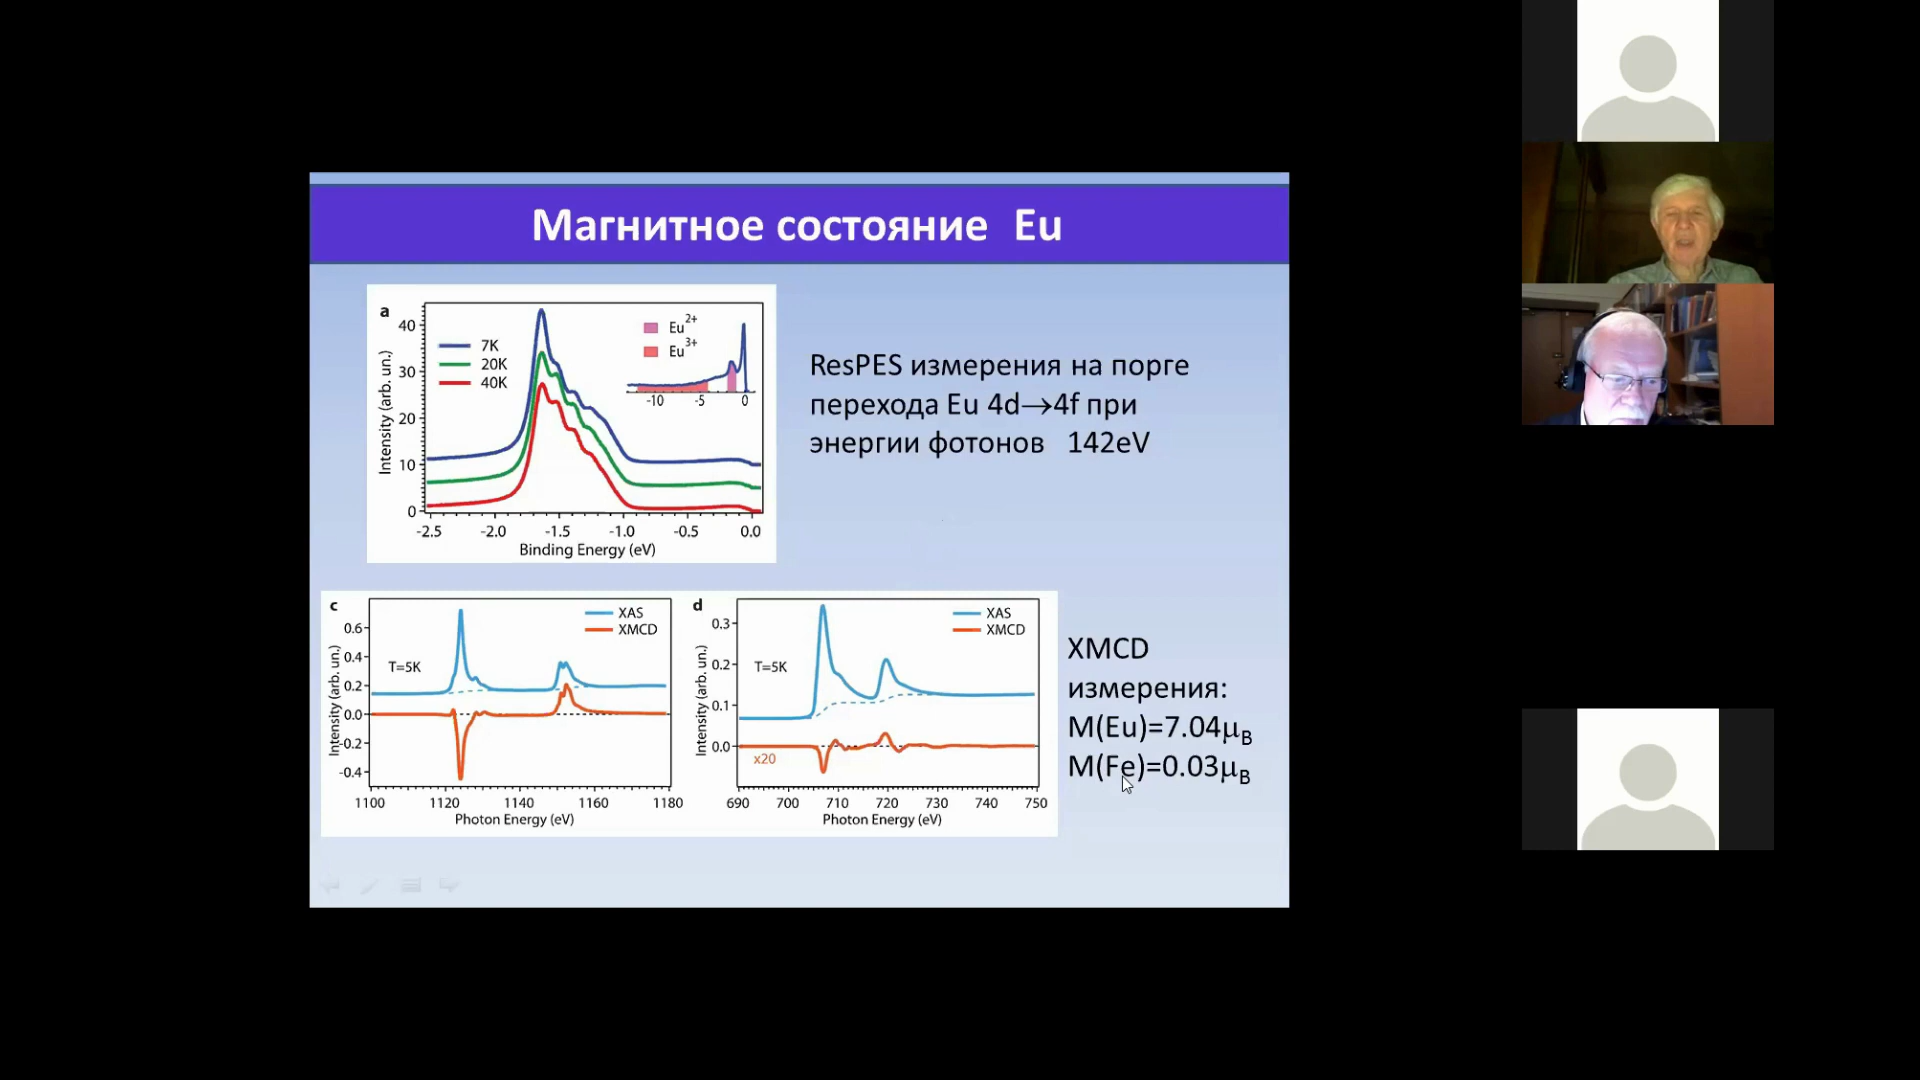 Магнитное состояние Eu
a
40
30
20
10
0
Intensity (arb. un.)
7K
20K
40K
Eu2+
Eu3+
-10 -5 0
-2.5 -2.0 -1.5 -1.0 -0.5 0.0
Binding Energy (eV)
ResPES измерения на порге
перехода Eu 4d→4f при
энергии фотонов 142eV
c
0.6
0.4
0.2
0.0
-0.2
-0.4
Intensity (arb. un.)
T=5K
XAS
XMCD
1100 1120 1140 1160 1180
Photon Energy (eV)
d
0.3
0.2
0.1
0.0
Intensity (arb. un.)
T=5K
XAS
XMCD
x20
690 700 710 720 730 740 750
Photon Energy (eV)
XMCD
измерения:
M(Eu)=7.04μB
M(Fe)=0.03μB